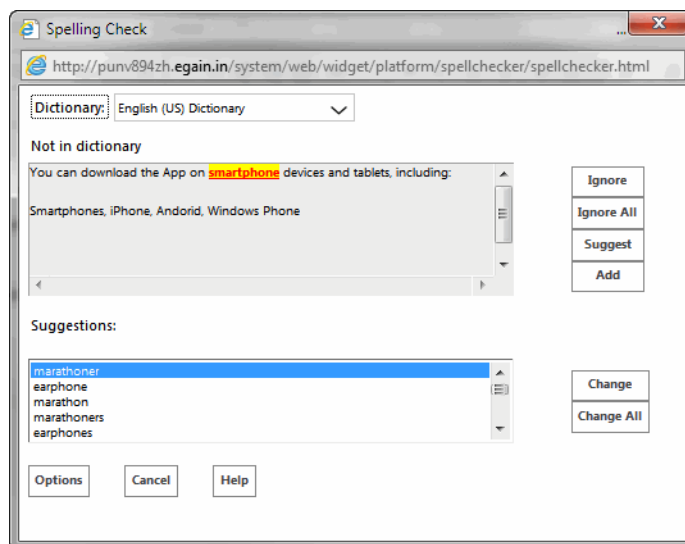 Spelling Check
...
x
http://punv894zh.egain.in/system/web/widget/platform/spellchecker/spellchecker.html
Dictionary: English (US) Dictionary
Not in dictionary
You can download the App on smartphone devices and tablets, including:
Smartphones, iPhone, Andorid, Windows Phone
Ignore
Ignore All
Suggest
Add
Suggestions:
marathoner
earphone
marathon
marathoners
earphones
Change
Change All
Options Cancel Help